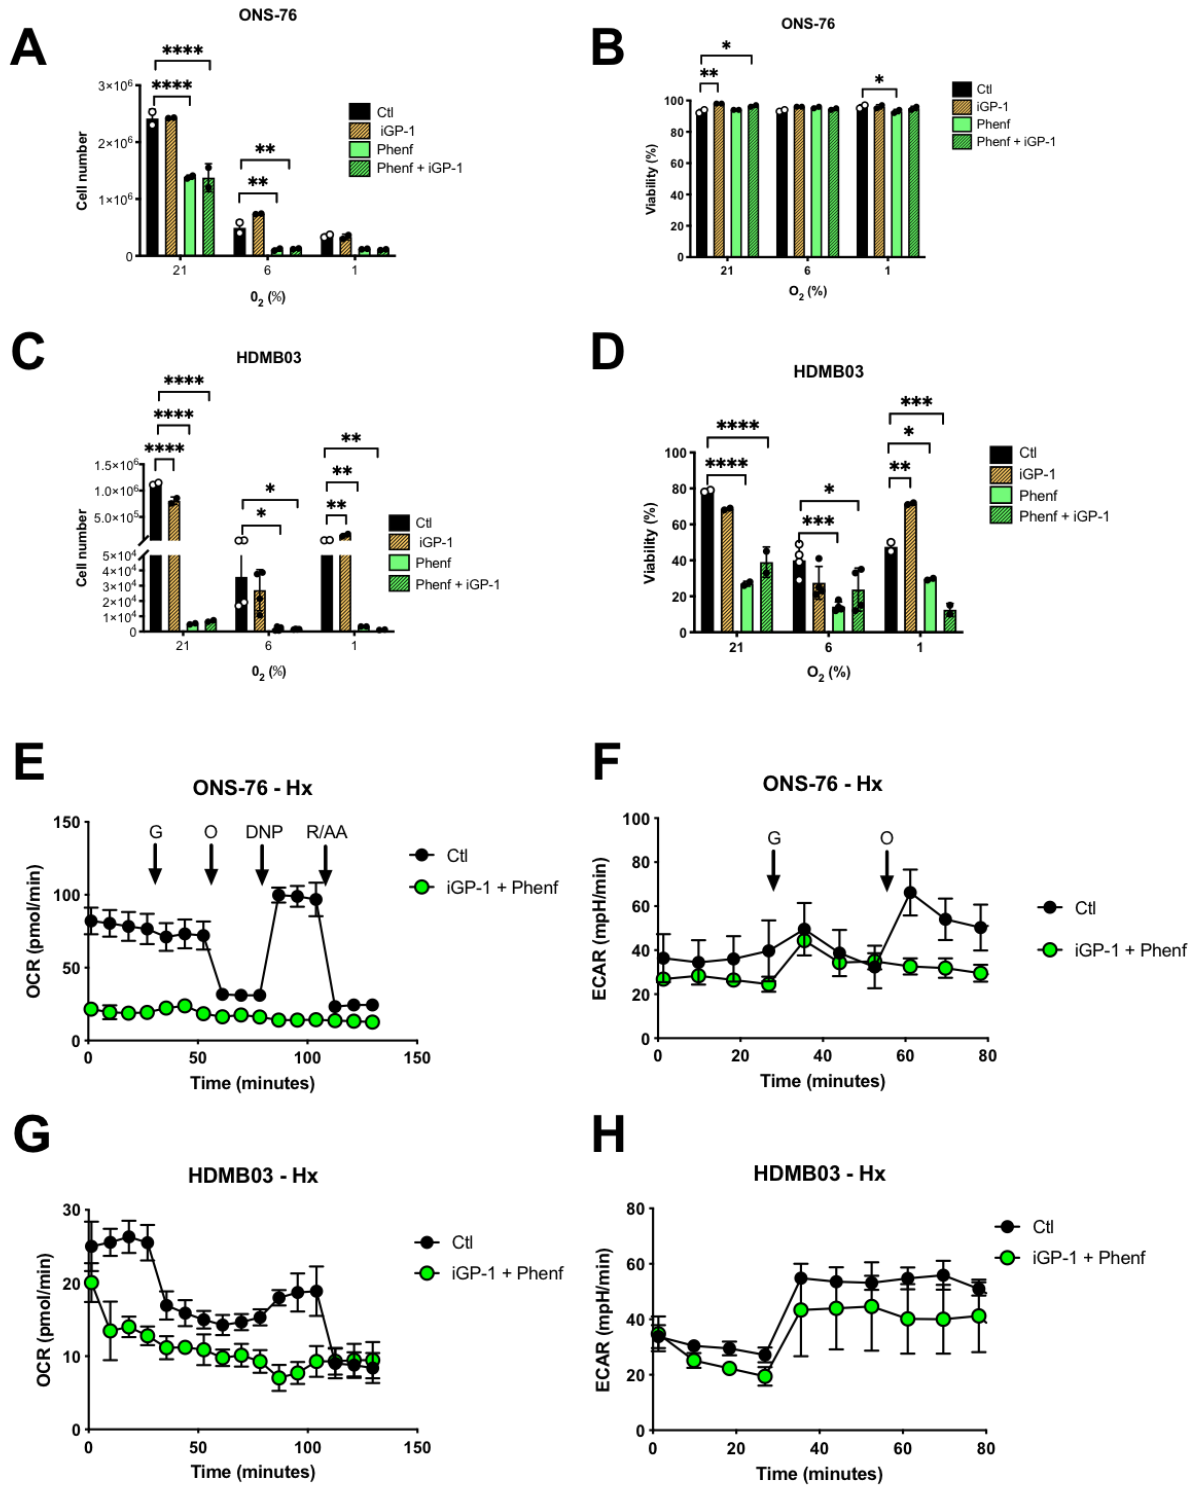 A
ONS-76
****
****
**
**
3×10⁶
2×10⁶
1×10⁶
0
Cell number
21
6
1
0₂ (%)
Ctl
iGP-1
Phenf
Phenf + iGP-1
B
ONS-76
*
**
*
100
80
60
40
20
0
Viability (%)
21
6
1
O₂ (%)
Ctl
iGP-1
Phenf
Phenf + iGP-1
C
HDMB03
****
****
****
*
*
**
**
**
1.5×10⁶
1.0×10⁶
5.0×10⁵
5×10⁴
4×10⁴
3×10⁴
2×10⁴
1×10⁴
0
Cell number
21
6
1
0₂ (%)
Ctl
iGP-1
Phenf
Phenf + iGP-1
D
HDMB03
****
****
*
***
***
*
**
100
80
60
40
20
0
Viability (%)
21
6
1
O₂ (%)
Ctl
iGP-1
Phenf
Phenf + iGP-1
E
ONS-76 - Hx
G O DNP R/AA
150
100
50
0
OCR (pmol/min)
0 50 100 150
Time (minutes)
Ctl
iGP-1 + Phenf
F
ONS-76 - Hx
G O
100
80
60
40
20
0
ECAR (mpH/min)
0 20 40 60 80
Time (minutes)
Ctl
iGP-1 + Phenf
G
HDMB03 - Hx
30
20
10
0
OCR (pmol/min)
0 50 100 150
Time (minutes)
Ctl
iGP-1 + Phenf
H
HDMB03 - Hx
80
60
40
20
0
ECAR (mpH/min)
0 20 40 60 80
Time (minutes)
Ctl
iGP-1 + Phenf